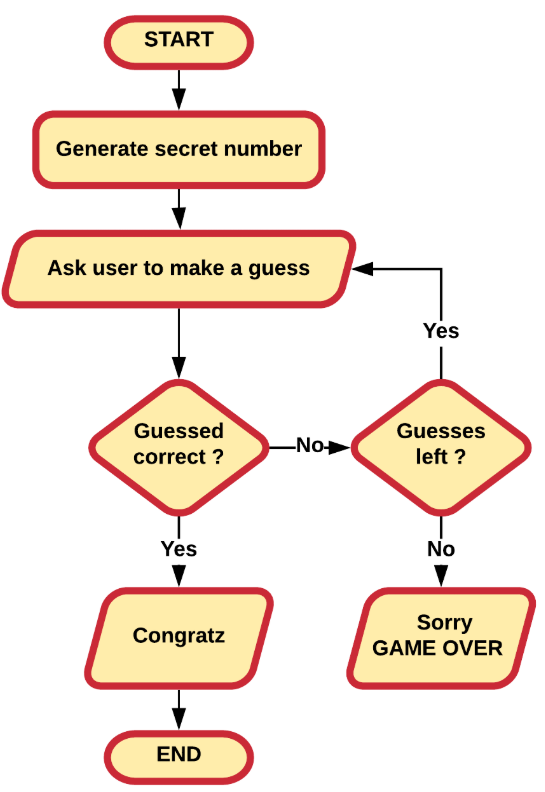 START
Generate secret number
Ask user to make a guess
Yes
Guessed
correct ?
No
Guesses
left ?
Yes
No
Congratz
Sorry
GAME OVER
END